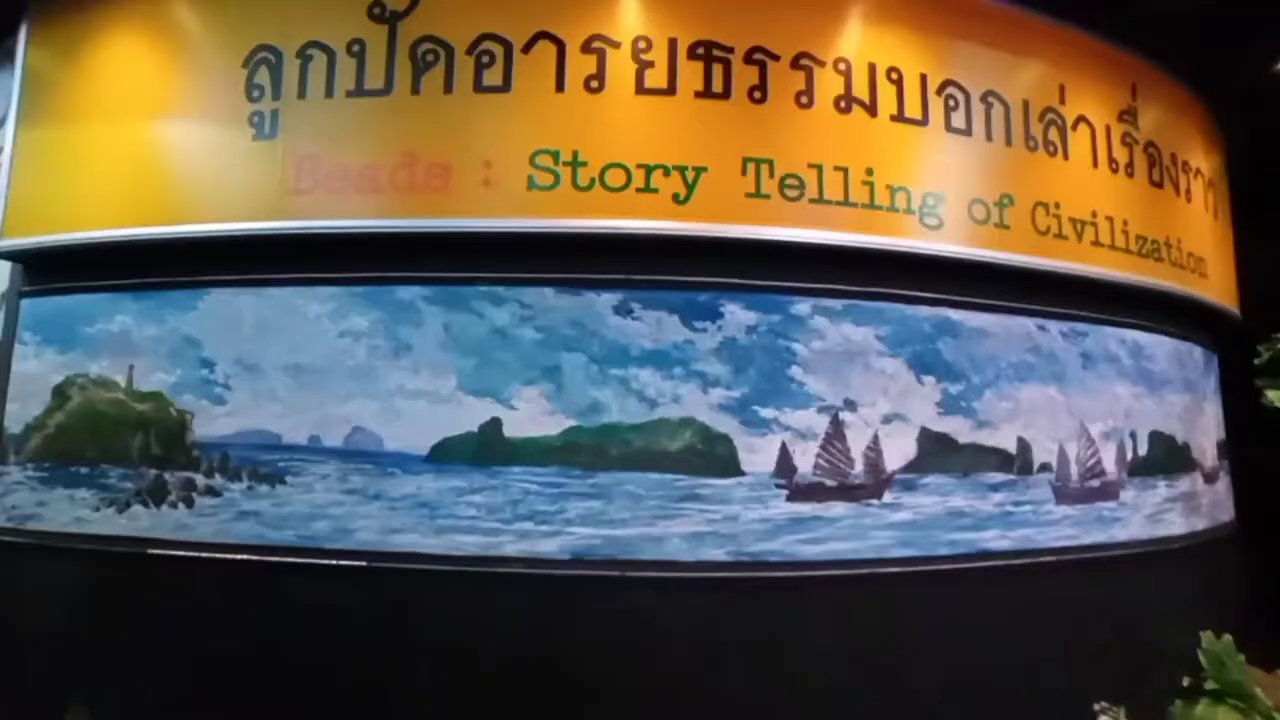 ลูกปัดอารยธรรมบอกเล่าเรื่องราว
Beads : Story Telling of Civilization